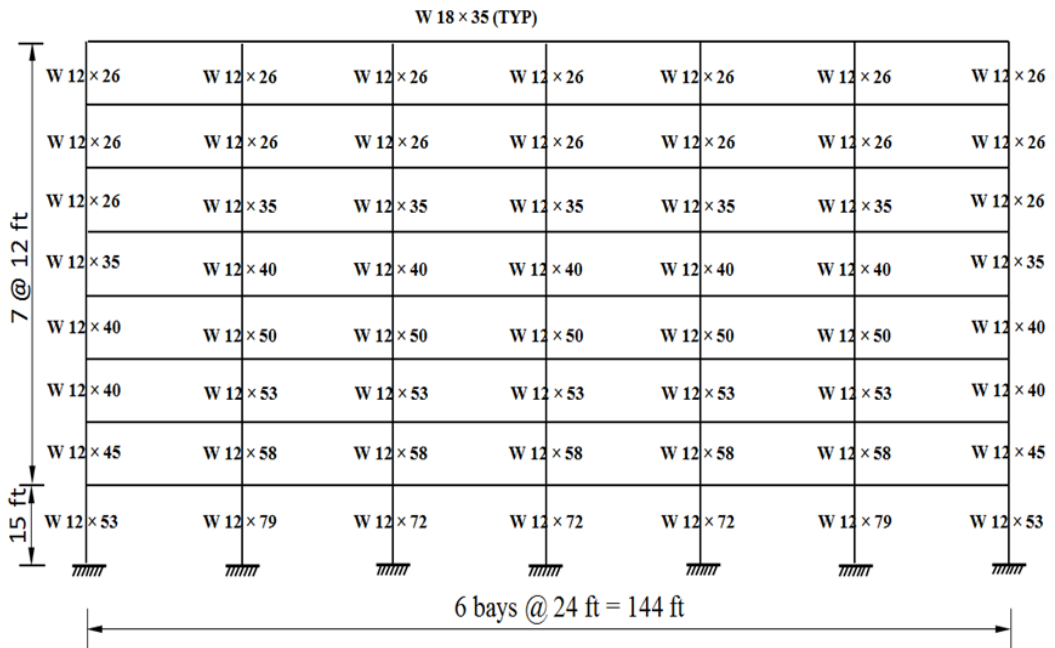 W 18 × 35 (TYP)
W 12 × 26 W 12 × 26 W 12 × 26 W 12 × 26 W 12 × 26 W 12 × 26 W 12 × 26
W 12 × 26 W 12 × 26 W 12 × 26 W 12 × 26 W 12 × 26 W 12 × 26 W 12 × 26
W 12 × 26 W 12 × 35 W 12 × 35 W 12 × 35 W 12 × 35 W 12 × 35 W 12 × 26
W 12 × 35 W 12 × 40 W 12 × 40 W 12 × 40 W 12 × 40 W 12 × 40 W 12 × 35
W 12 × 40 W 12 × 50 W 12 × 50 W 12 × 50 W 12 × 50 W 12 × 50 W 12 × 40
W 12 × 40 W 12 × 53 W 12 × 53 W 12 × 53 W 12 × 53 W 12 × 53 W 12 × 40
W 12 × 45 W 12 × 58 W 12 × 58 W 12 × 58 W 12 × 58 W 12 × 58 W 12 × 45
W 12 × 53 W 12 × 79 W 12 × 72 W 12 × 72 W 12 × 72 W 12 × 79 W 12 × 53
7 @ 12 ft
15 ft
6 bays @ 24 ft = 144 ft